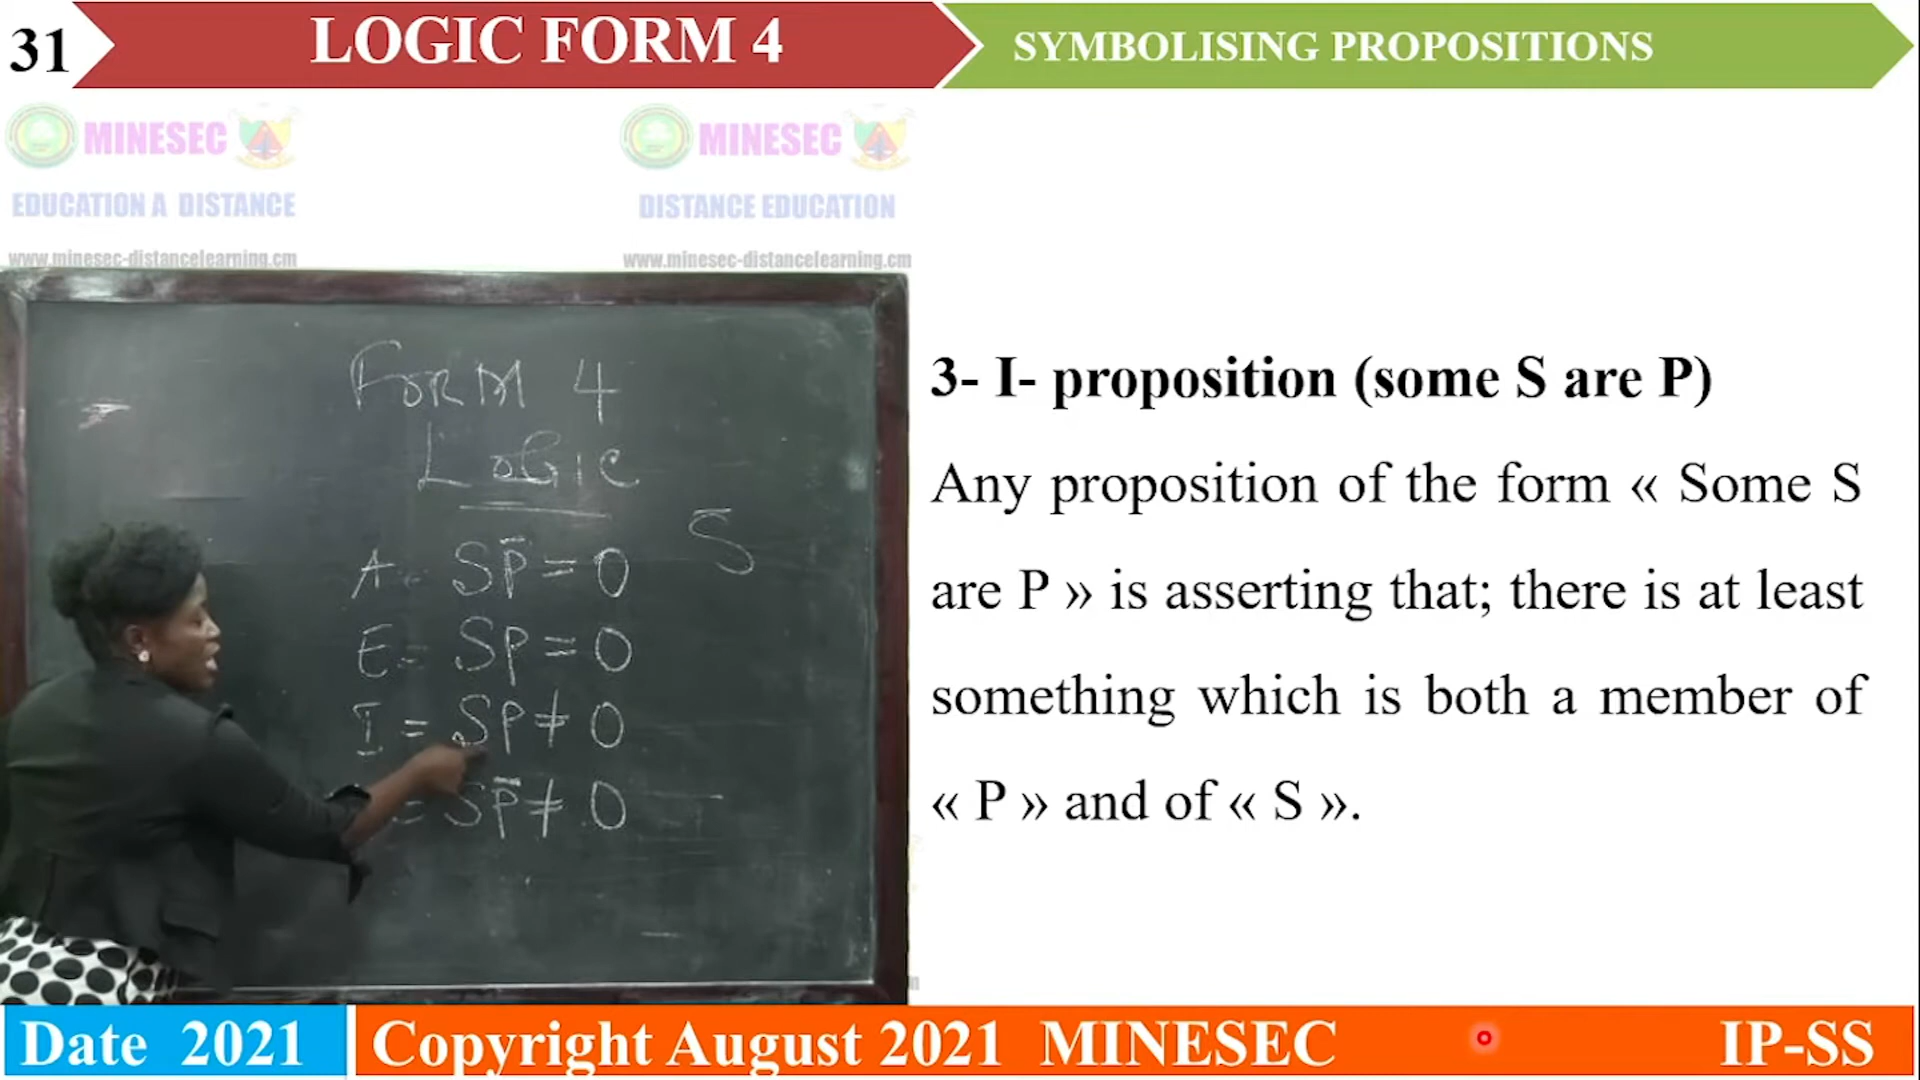 31
LOGIC FORM 4
SYMBOLISING PROPOSITIONS
MINESEC
EDUCATION A DISTANCE
www.minesec-distancelearning.cm
MINESEC
DISTANCE EDUCATION
www.minesec-distancelearning.cm
FORM 4
LOGIC
S
A = SP̅ = 0
E = SP = 0
I = SP ≠ 0
= SP̅ ≠ 0
3- I- proposition (some S are P)
Any proposition of the form « Some S
are P » is asserting that; there is at least
something which is both a member of
« P » and of « S ».
Date 2021
Copyright August 2021 MINESEC
IP-SS